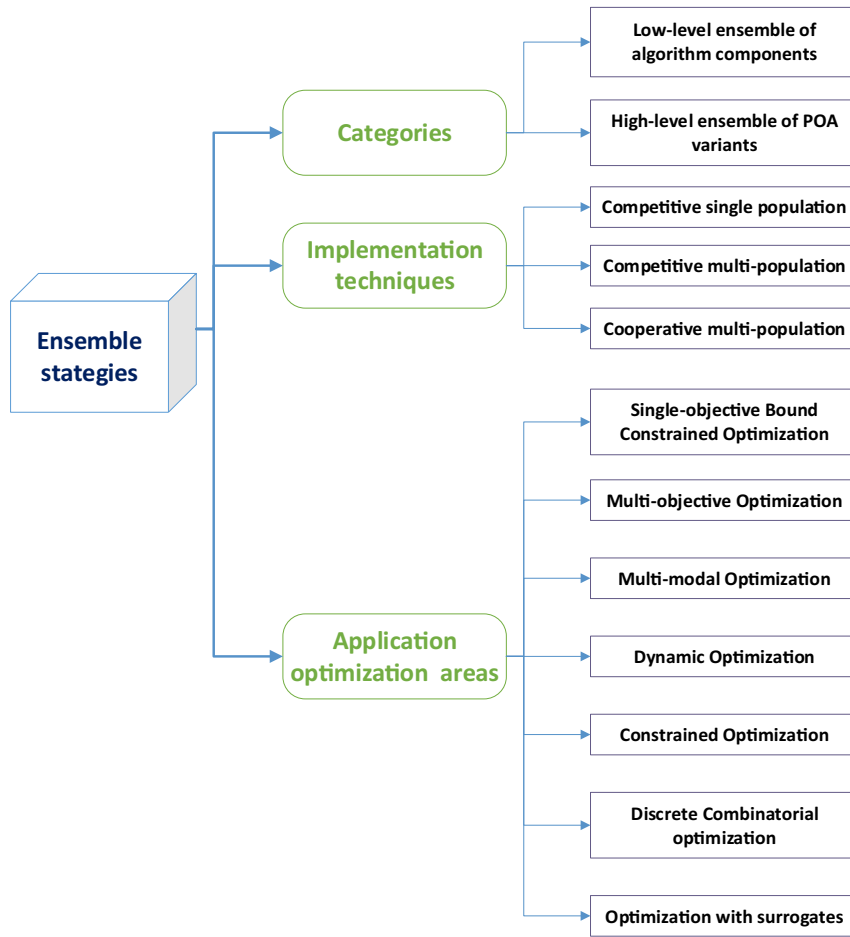 Ensemble
stategies
Categories
Low-level ensemble of
algorithm components
High-level ensemble of POA
variants
Implementation
techniques
Competitive single population
Competitive multi-population
Cooperative multi-population
Application
optimization areas
Single-objective Bound
Constrained Optimization
Multi-objective Optimization
Multi-modal Optimization
Dynamic Optimization
Constrained Optimization
Discrete Combinatorial
optimization
Optimization with surrogates